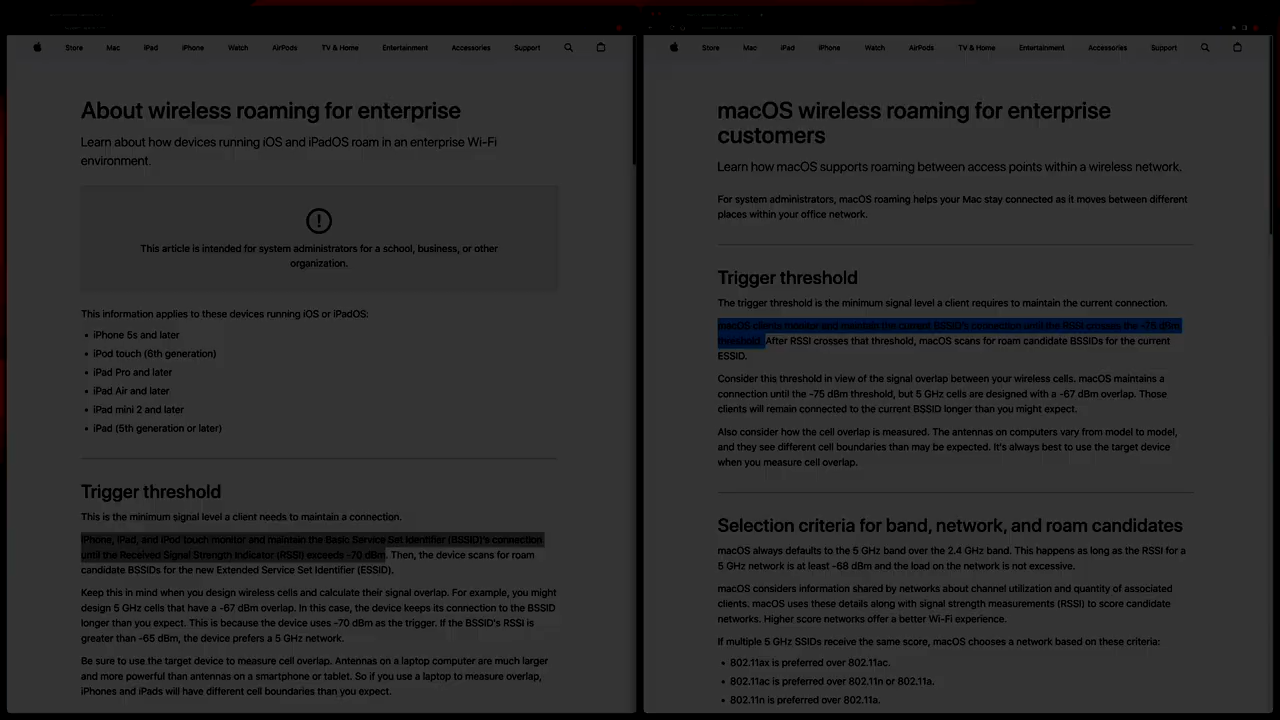 Store Mac iPad iPhone Watch AirPods TV & Home Entertainment Accessories Support
About wireless roaming for enterprise
Learn about how devices running iOS and iPadOS roam in an enterprise Wi-Fi
environment.
This article is intended for system administrators for a school, business, or other
organization.
This information applies to these devices running iOS or iPadOS:
• iPhone 5s and later
• iPod touch (6th generation)
• iPad Pro and later
• iPad Air and later
• iPad mini 2 and later
• iPad (5th generation or later)
Trigger threshold
This is the minimum signal level a client needs to maintain a connection.
iPhone, iPad, and iPod touch monitor and maintain the Basic Service Set Identifier (BSSID)'s connection
until the Received Signal Strength Indicator (RSSI) exceeds -70 dBm. Then, the device scans for roam
candidate BSSIDs for the new Extended Service Set Identifier (ESSID).
Keep this in mind when you design wireless cells and calculate their signal overlap. For example, you might
design 5 GHz cells that have a -67 dBm overlap. In this case, the device keeps its connection to the BSSID
longer than you expect. This is because the device uses -70 dBm as the trigger. If the BSSID's RSSI is
greater than -65 dBm, the device prefers a 5 GHz network.
Be sure to use the target device to measure cell overlap. Antennas on a laptop computer are much larger
and more powerful than antennas on a smartphone or tablet. So if you use a laptop to measure overlap,
iPhones and iPads will have different cell boundaries than you expect.
Store Mac iPad iPhone Watch AirPods TV & Home Entertainment Accessories Support
macOS wireless roaming for enterprise
customers
Learn how macOS supports roaming between access points within a wireless network.
For system administrators, macOS roaming helps your Mac stay connected as it moves between different
places within your office network.
Trigger threshold
The trigger threshold is the minimum signal level a client requires to maintain the current connection.
macOS clients monitor and maintain the current BSSID's connection until the RSSI crosses the -75 dBm
threshold. After RSSI crosses that threshold, macOS scans for roam candidate BSSIDs for the current
ESSID.
Consider this threshold in view of the signal overlap between your wireless cells. macOS maintains a
connection until the -75 dBm threshold, but 5 GHz cells are designed with a -67 dBm overlap. Those
clients will remain connected to the current BSSID longer than you might expect.
Also consider how the cell overlap is measured. The antennas on computers vary from model to model,
and they see different cell boundaries than may be expected. It's always best to use the target device
when you measure cell overlap.
Selection criteria for band, network, and roam candidates
macOS always defaults to the 5 GHz band over the 2.4 GHz band. This happens as long as the RSSI for a
5 GHz network is at least -68 dBm and the load on the network is not excessive.
macOS considers information shared by networks about channel utilization and quantity of associated
clients. macOS uses these details along with signal strength measurements (RSSI) to score candidate
networks. Higher score networks offer a better Wi-Fi experience.
If multiple 5 GHz SSIDs receive the same score, macOS chooses a network based on these criteria:
• 802.11ax is preferred over 802.11ac.
• 802.11ac is preferred over 802.11n or 802.11a.
• 802.11n is preferred over 802.11a.